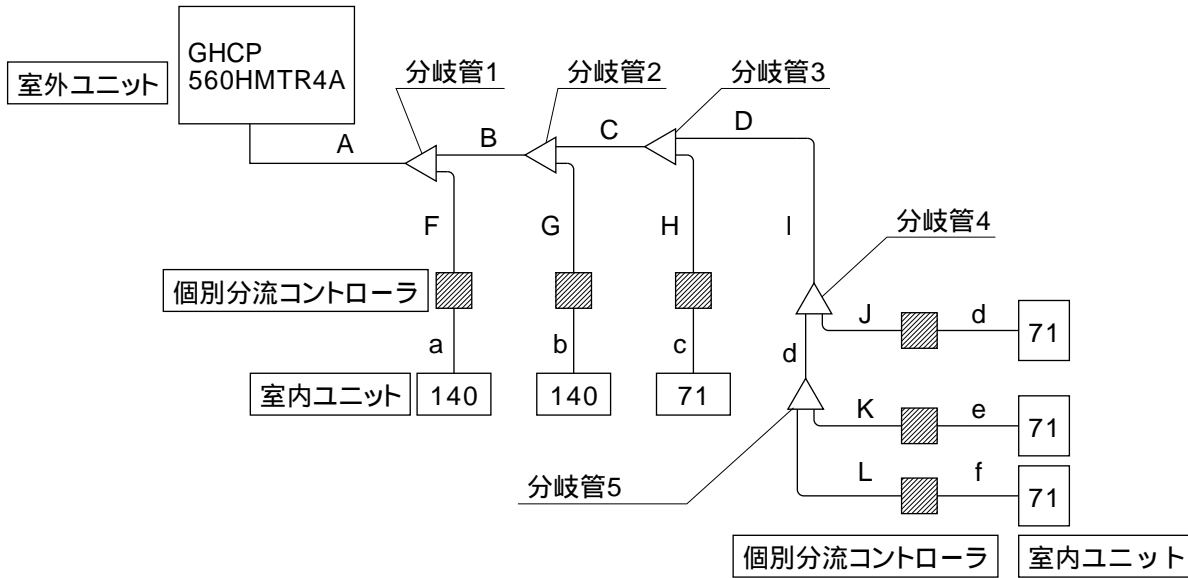 GHCP
560HMTR4A
室外ユニット
分岐管1
分岐管2
分岐管3
A
B
C
D
F
G
H
I
分岐管4
個別分流コントローラ
a
b
c
J
d
71
d
室内ユニット
140
140
71
K
e
71
分岐管5
L
f
71
個別分流コントローラ
室内ユニット